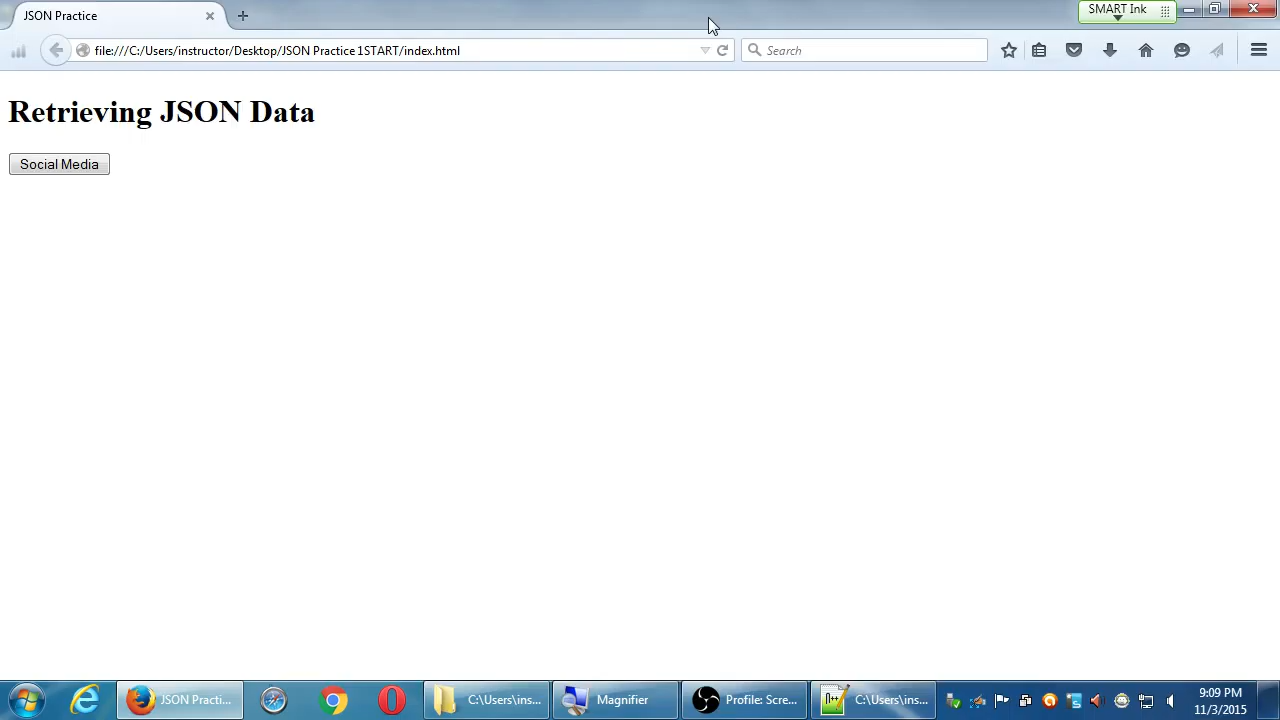 JSON Practice
SMART Ink
file:///C:/Users/instructor/Desktop/JSON Practice 1START/index.html
Search
Retrieving JSON Data
Social Media
JSON Practi...
C:\Users\ins...
Magnifier
Profile: Scre...
C:\Users\ins...
9:09 PM
11/3/2015